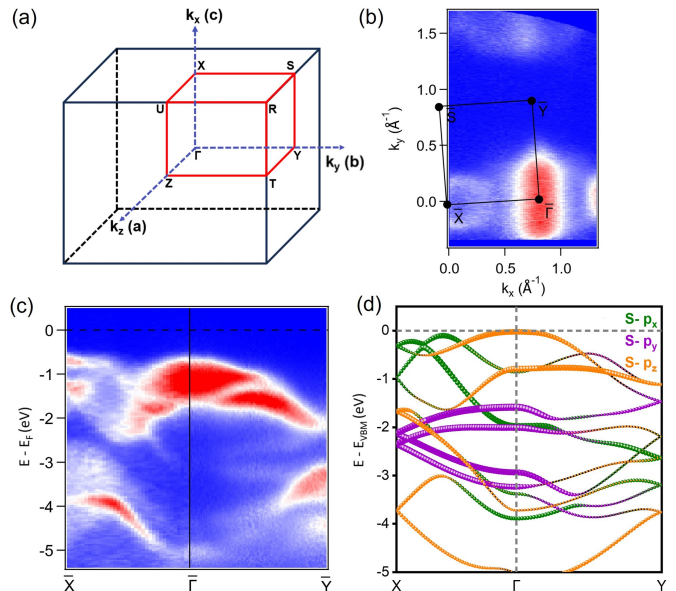 (a)
k_x (c)
X
S
U
R
Γ
Y
k_y (b)
Z
T
k_z (a)
(b)
1.5
1.0
0.5
0.0
k_y (Å⁻¹)
S̅
Y̅
X̅
Γ̅
0.0
0.5
1.0
k_x (Å⁻¹)
(c)
0
-1
-2
-3
-4
-5
E - E_F (eV)
X̅
Γ̅
Y̅
(d)
S- p_x
S- p_y
S- p_z
0
-1
-2
-3
-4
-5
E - E_VBM (eV)
X
Γ
Y